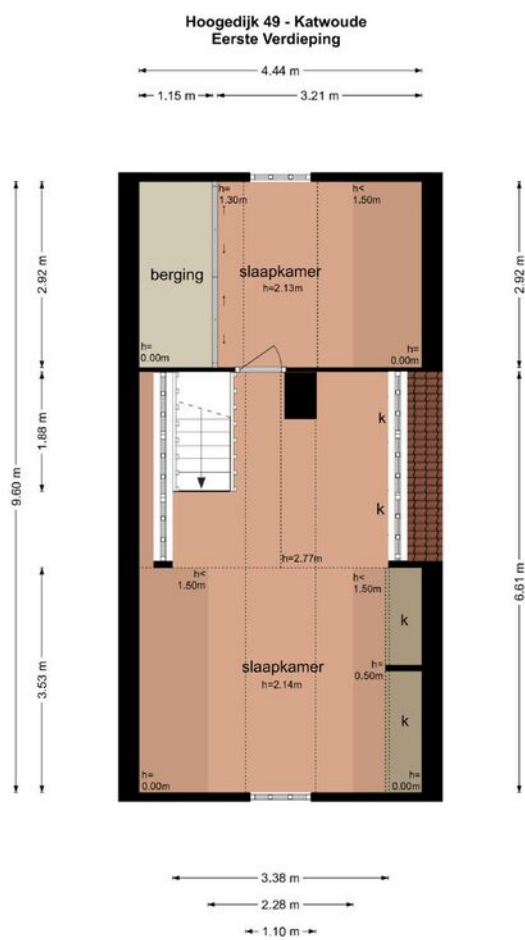 Hoogedijk 49 - Katwoude
Eerste Verdieping
4.44 m
1.15 m
3.21 m
h=
1.30m
h<
1.50m
berging
slaapkamer
h=2.13m
2.92 m
2.92 m
h=
0.00m
h=
0.00m
k
1.88 m
9.60 m
k
h=2.77m
h<
1.50m
h<
1.50m
6.61 m
k
slaapkamer
h=2.14m
h=
0.50m
3.53 m
k
h=
0.00m
h=
0.00m
3.38 m
2.28 m
1.10 m